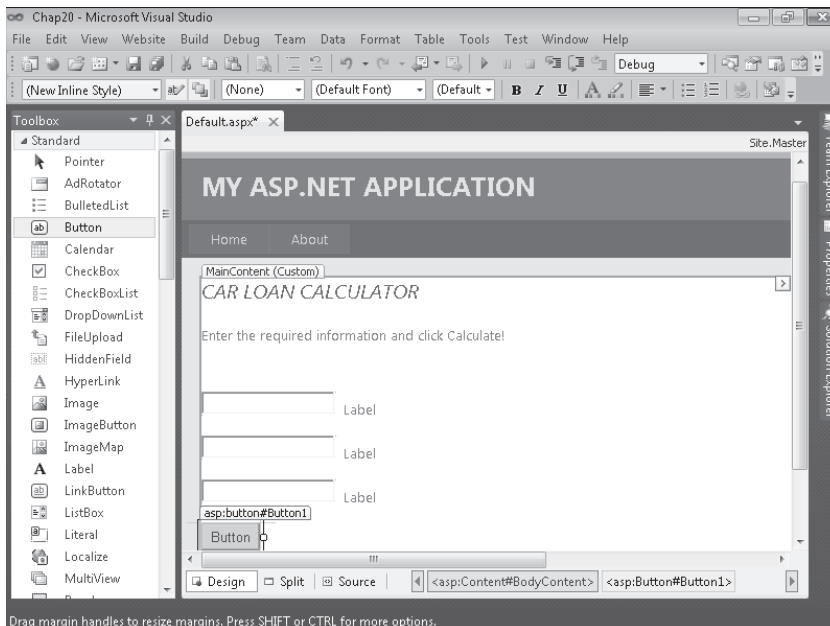 Chap20 - Microsoft Visual Studio
File Edit View Website Build Debug Team Data Format Table Tools Test Window Help
Debug
(New Inline Style) (None) (Default Font) (Default B I U
Toolbox
Default.aspx*
Site.Master
Standard
Pointer
AdRotator
BulletedList
Button
Calendar
CheckBox
CheckBoxList
DropDownList
FileUpload
HiddenField
HyperLink
Image
ImageButton
ImageMap
Label
LinkButton
ListBox
Literal
Localize
MultiView
MY ASP.NET APPLICATION
Home About
MainContent (Custom)
CAR LOAN CALCULATOR
Enter the required information and click Calculate!
Label
Label
Label
asp:button#Button1
Button
Design Split Source <asp:Content#BodyContent> <asp:Button#Button1>
Team Explorer
Properties
Solution Explorer
Drag margin handles to resize margins. Press SHIFT or CTRL for more options.